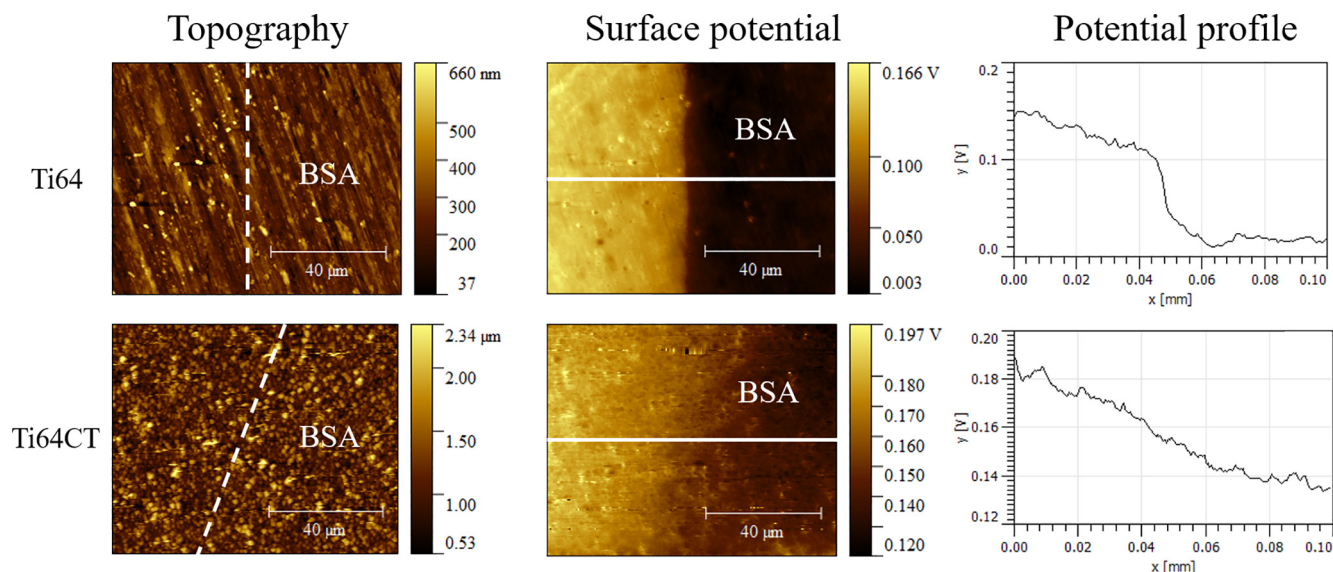 Topography
Surface potential
Potential profile
Ti64
BSA
40 µm
660 nm
500
400
300
200
37
BSA
40 µm
0.166 V
0.100
0.050
0.003
0.2
0.1
0.0
y [V]
0.00 0.02 0.04 0.06 0.08 0.10
x [mm]
Ti64CT
BSA
40 µm
2.34 µm
2.00
1.50
1.00
0.53
BSA
40 µm
0.197 V
0.180
0.170
0.160
0.150
0.140
0.130
0.120
0.20
0.18
0.16
0.14
0.12
y [V]
0.00 0.02 0.04 0.06 0.08 0.10
x [mm]